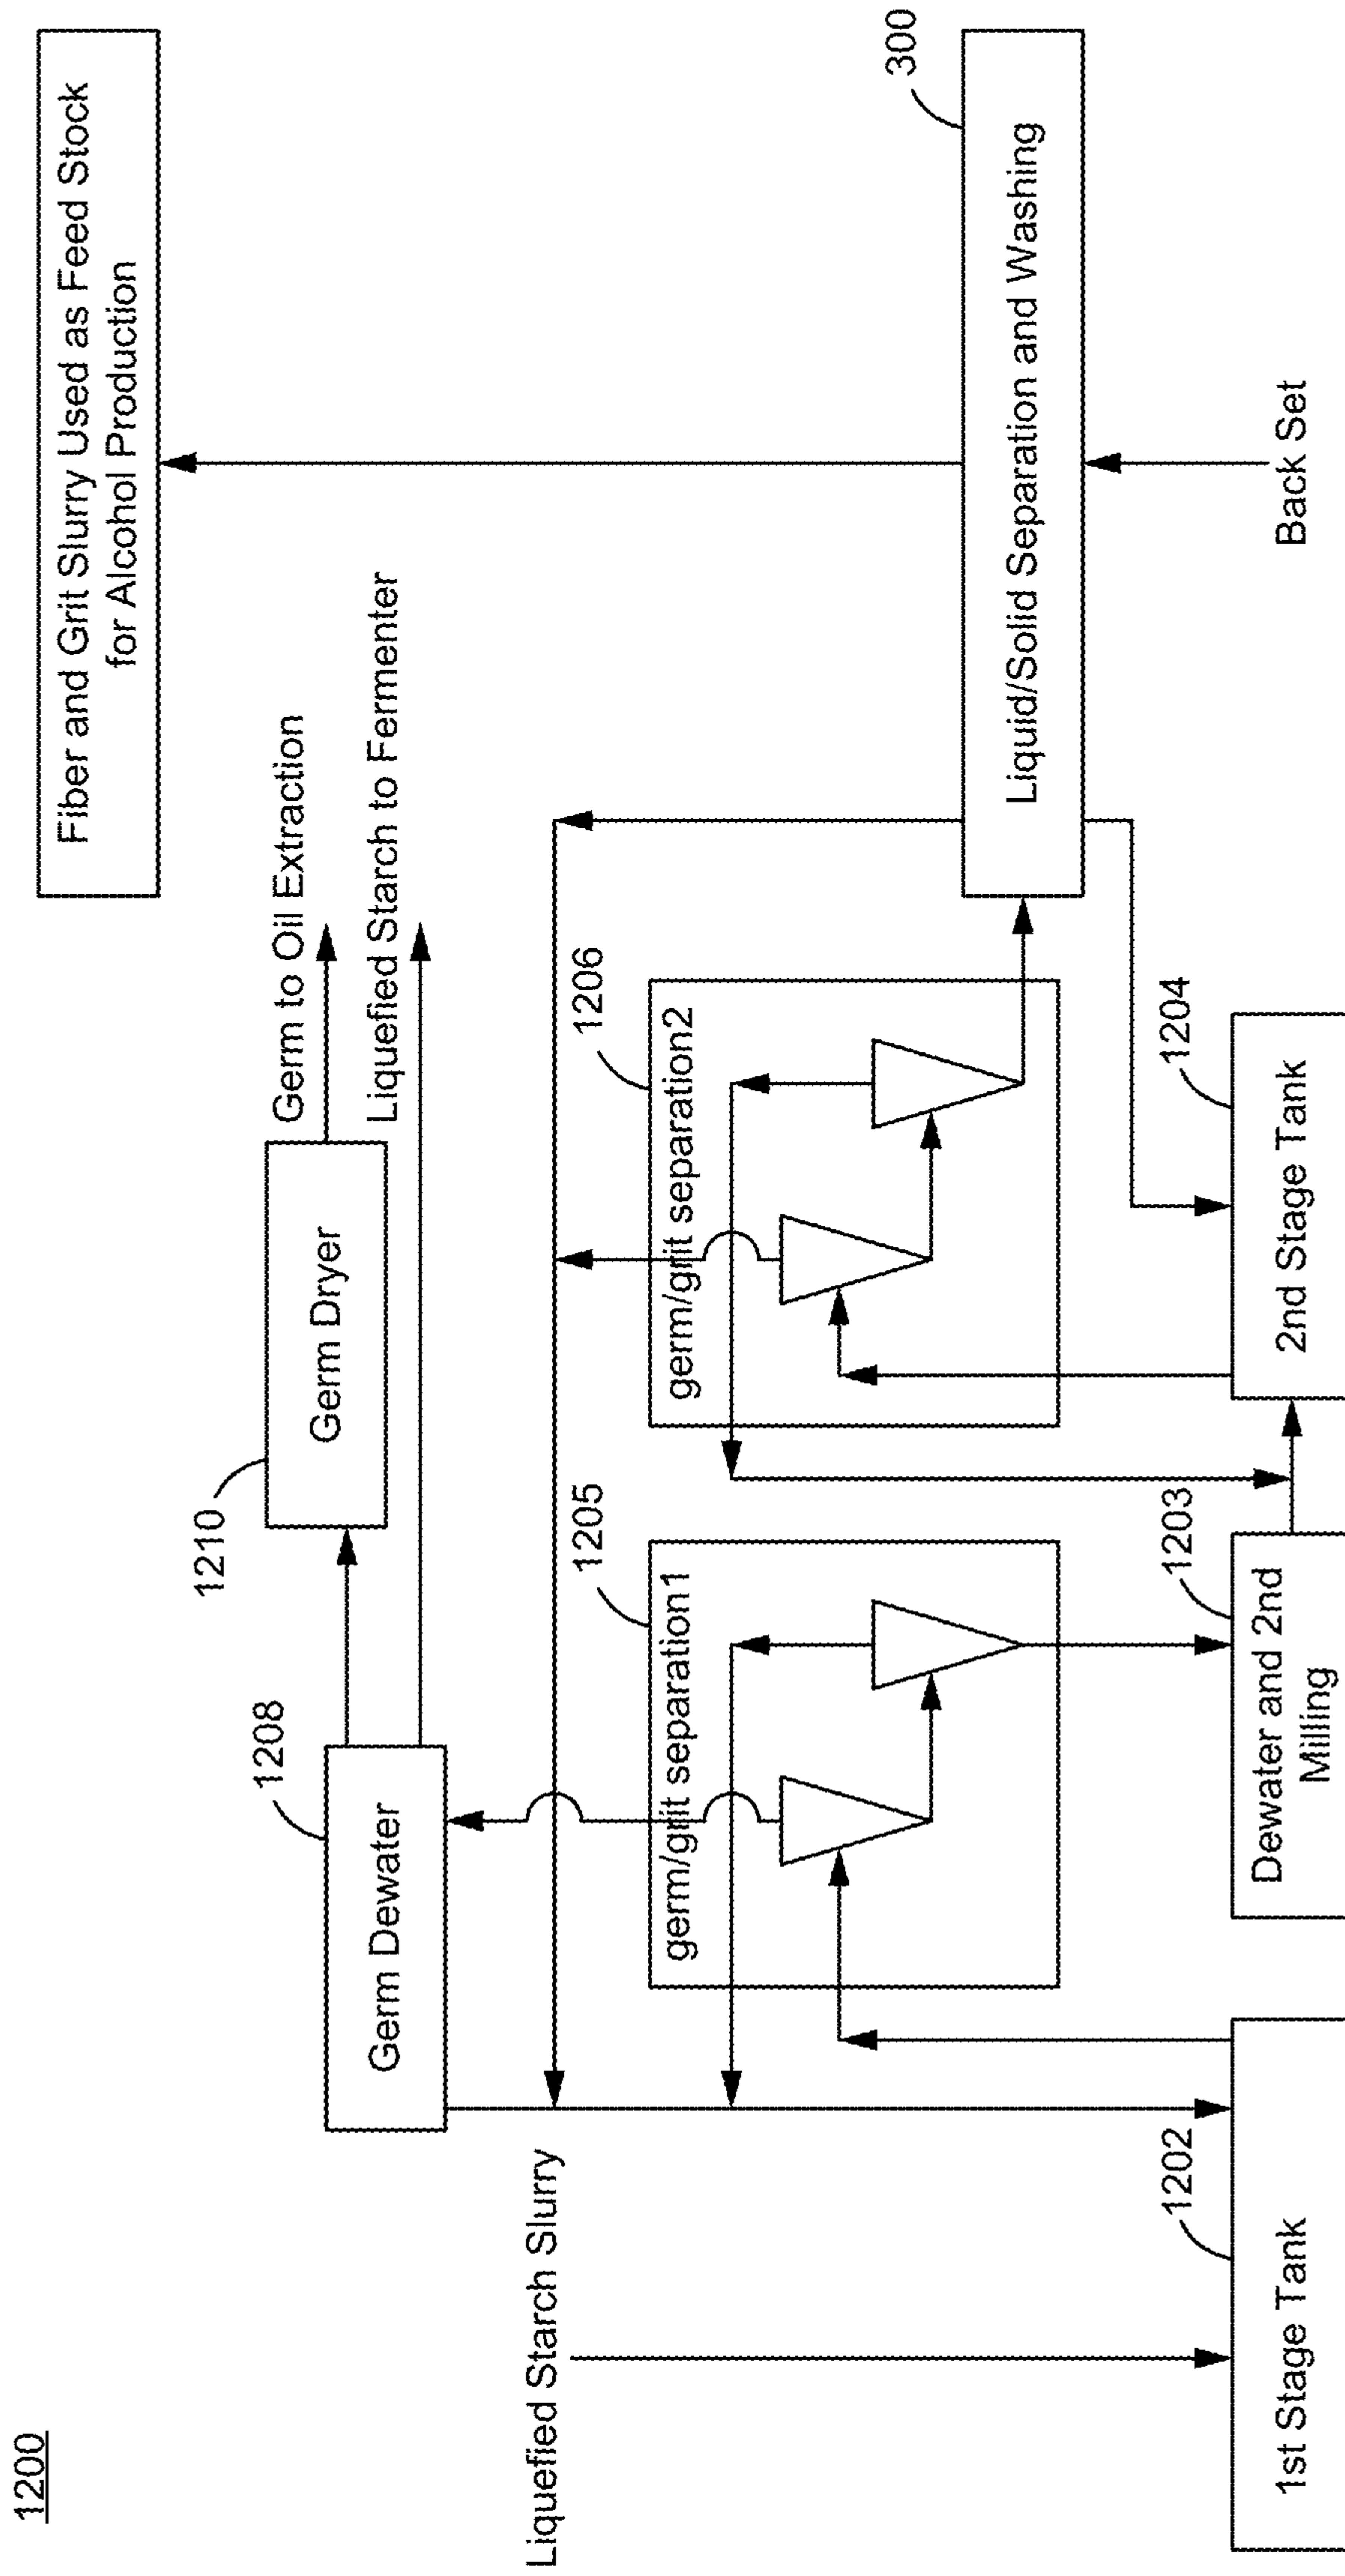 1200
Fiber and Grit Slurry Used as Feed Stock
for Alcohol Production
Germ to Oil Extraction
Liquefied Starch to Fermenter
1210
Germ Dryer
1208
Germ Dewater
Liquefied Starch Slurry
1205
germ/grit separation1
1206
germ/grit separation2
300
Liquid/Solid Separation and Washing
Back Set
1202
1st Stage Tank
1203
Dewater and 2nd
Milling
1204
2nd Stage Tank